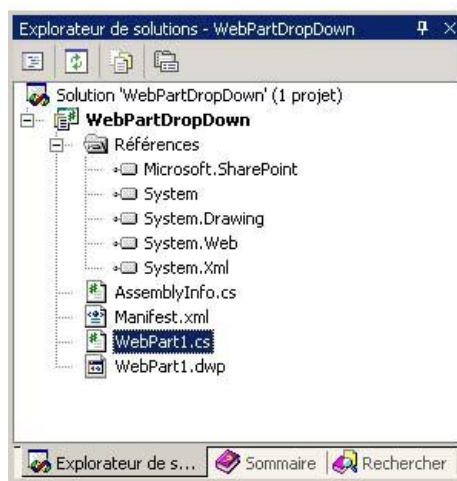 Explorateur de solutions - WebPartDropDown
Solution 'WebPartDropDown' (1 projet)
WebPartDropDown
Références
Microsoft.SharePoint
System
System.Drawing
System.Web
System.Xml
AssemblyInfo.cs
Manifest.xml
WebPart1.cs
WebPart1.dwp
Explorateur de s... Sommaire Rechercher